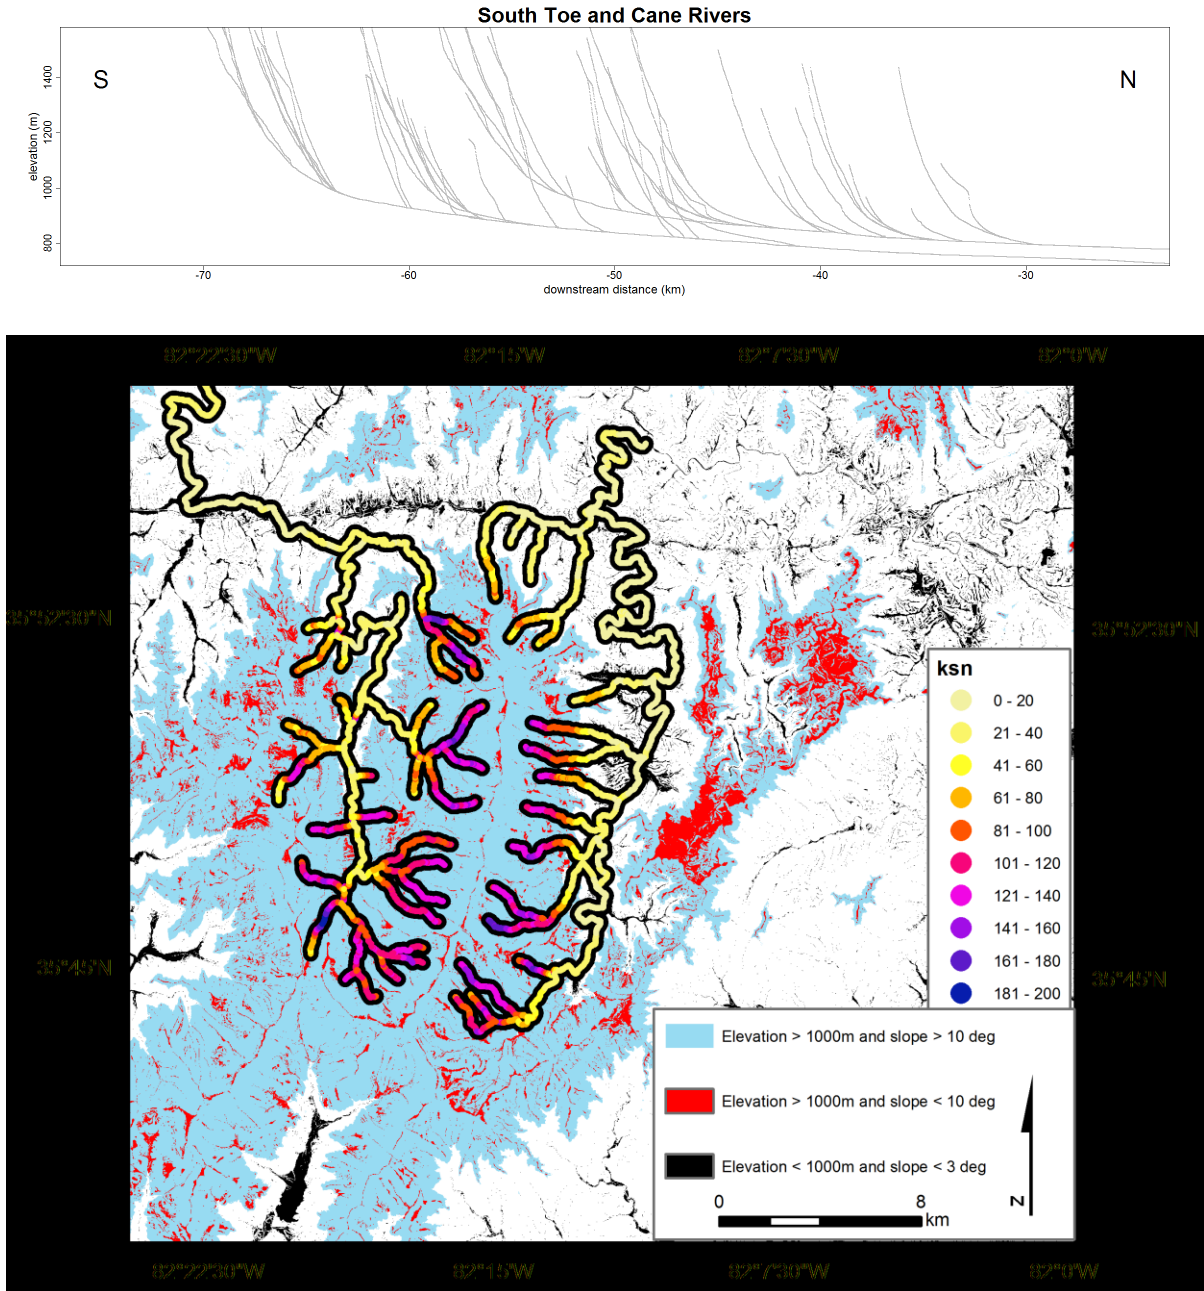 South Toe and Cane Rivers
S
N
elevation (m)
1400
1200
1000
800
-70
-60
-50
-40
-30
downstream distance (km)
82°22'30"W
82°15'W
82°7'30"W
82°0'W
35°52'30"N
35°52'30"N
ksn
0 - 20
21 - 40
41 - 60
61 - 80
81 - 100
101 - 120
121 - 140
141 - 160
161 - 180
181 - 200
35°45'N
35°45'N
Elevation > 1000m and slope > 10 deg
Elevation > 1000m and slope < 10 deg
Elevation < 1000m and slope < 3 deg
N
0
8
km
82°22'30"W
82°15'W
82°7'30"W
82°0'W